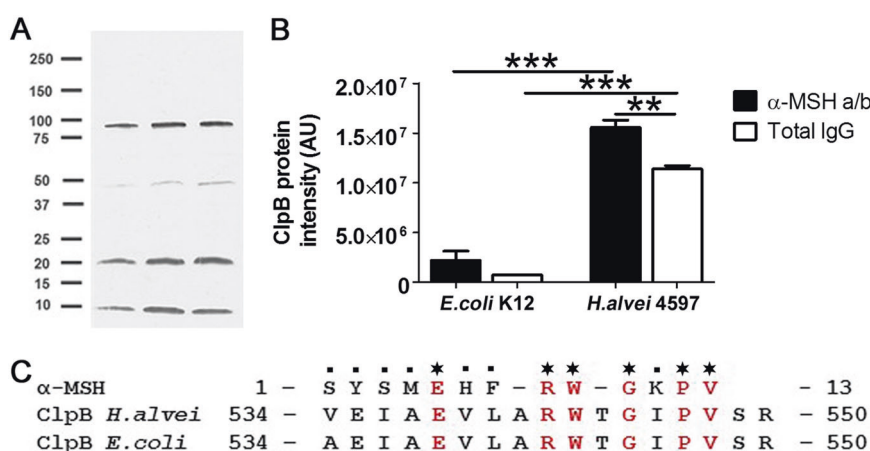 A
250
150
100
75
50
37
25
20
15
10
B
ClpB protein
intensity (AU)
2.0×10⁷
1.5×10⁷
1.0×10⁷
5.0×10⁶
0
***
***
**
E.coli K12
H.alvei 4597
α-MSH a/b
Total IgG
C
▪ ▪ ▪ ▪ ★ ▪ ▪ ★ ★ ★ ▪ ★ ★
α-MSH 1 – S Y S M E H F – R W – G K P V – 13
ClpB H.alvei 534 – V E I A E V L A R W T G I P V S R – 550
ClpB E.coli 534 – A E I A E V L A R W T G I P V S R – 550